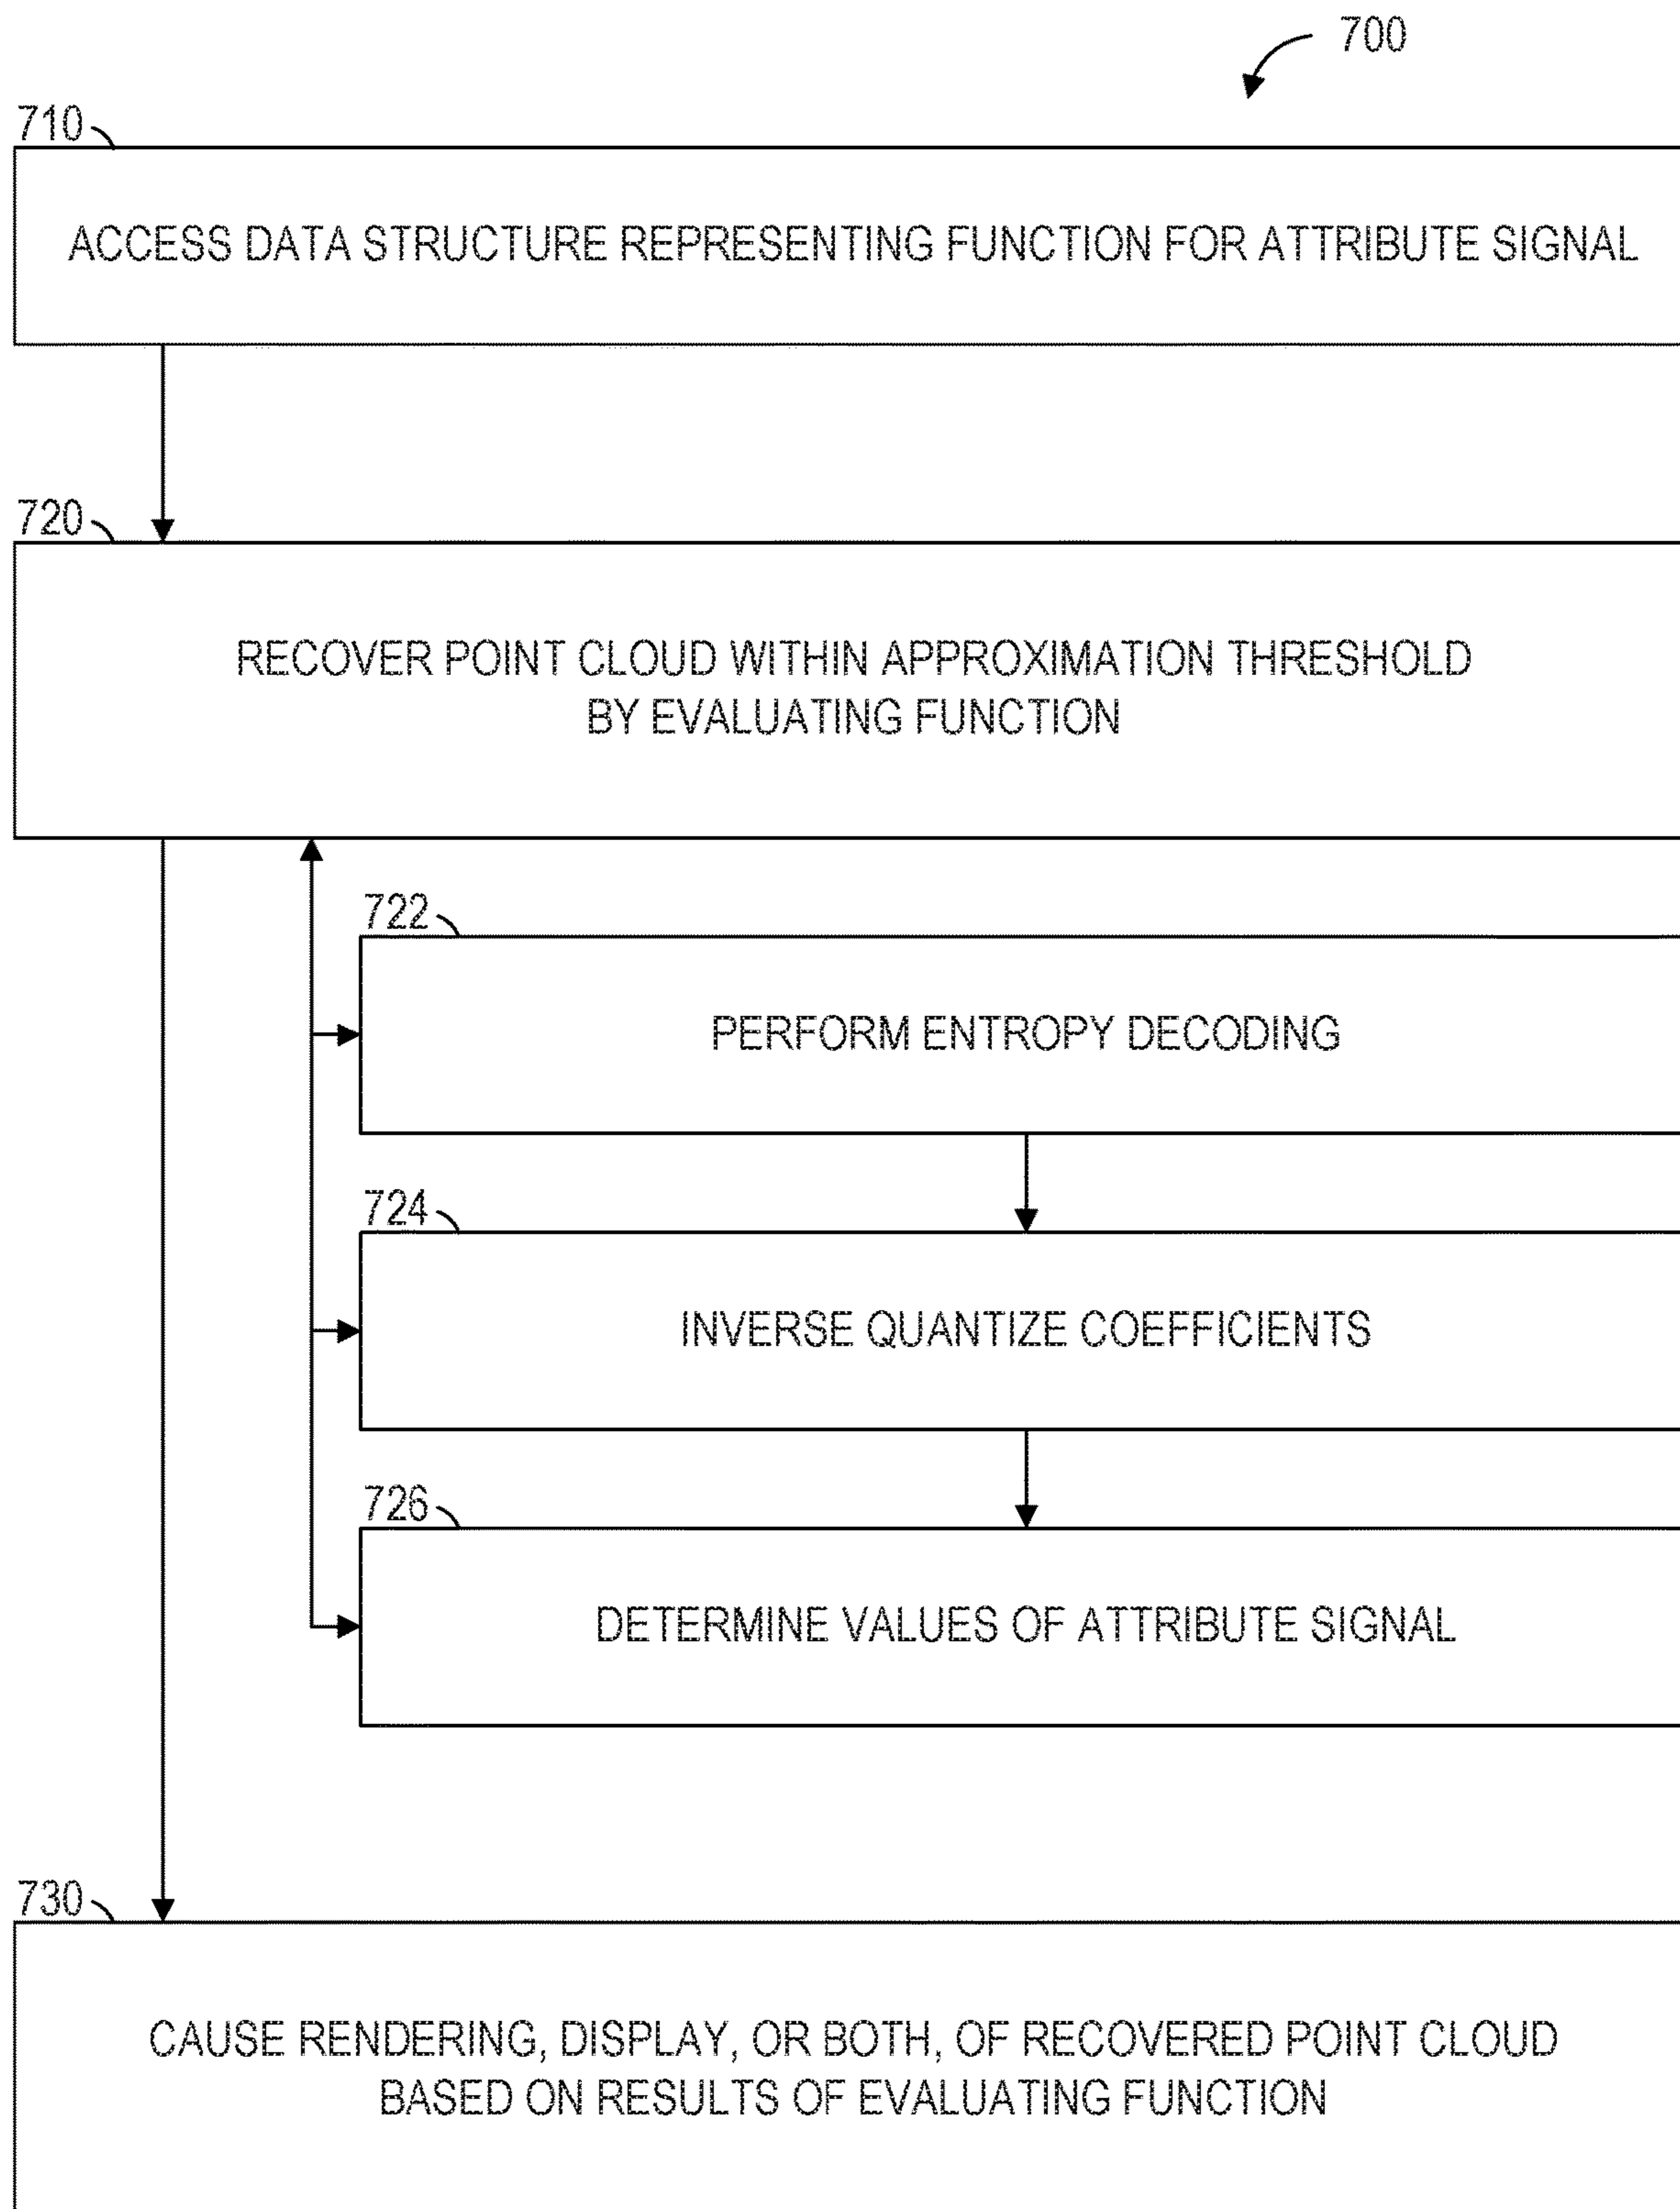 700
710
ACCESS DATA STRUCTURE REPRESENTING FUNCTION FOR ATTRIBUTE SIGNAL
720
RECOVER POINT CLOUD WITHIN APPROXIMATION THRESHOLD
BY EVALUATING FUNCTION
722
PERFORM ENTROPY DECODING
724
INVERSE QUANTIZE COEFFICIENTS
726
DETERMINE VALUES OF ATTRIBUTE SIGNAL
730
CAUSE RENDERING, DISPLAY, OR BOTH, OF RECOVERED POINT CLOUD
BASED ON RESULTS OF EVALUATING FUNCTION